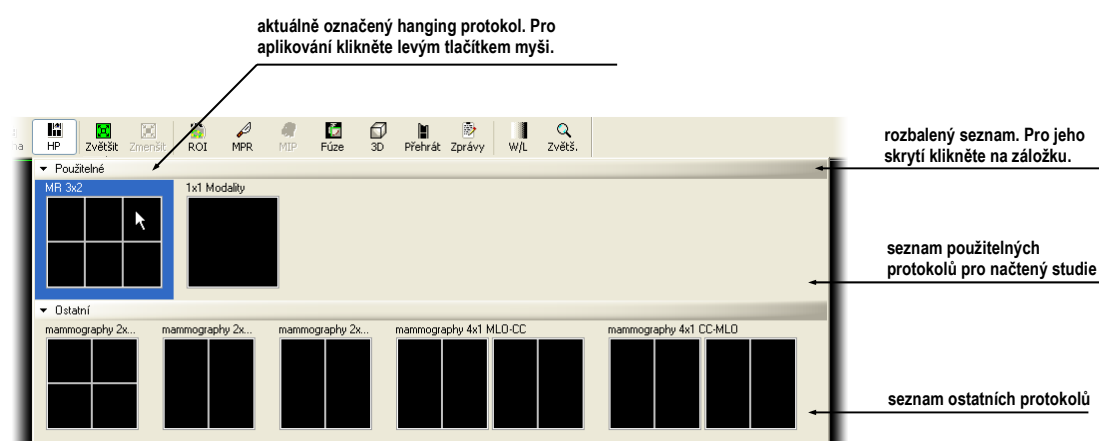 aktuálně označený hanging protokol. Pro
aplikování klikněte levým tlačítkem myši.
na HP Zvětšit Zmenšit ROI MPR MIP Fúze 3D Přehrát Zprávy W/L Zvětš.
rozbalený seznam. Pro jeho
skrytí klikněte na záložku.
Použitelné
MR 3x2 1x1 Modality
seznam použitelných
protokolů pro načtený studie
Ostatní
mammography 2x... mammography 2x... mammography 2x... mammography 4x1 MLO-CC mammography 4x1 CC-MLO
seznam ostatních protokolů